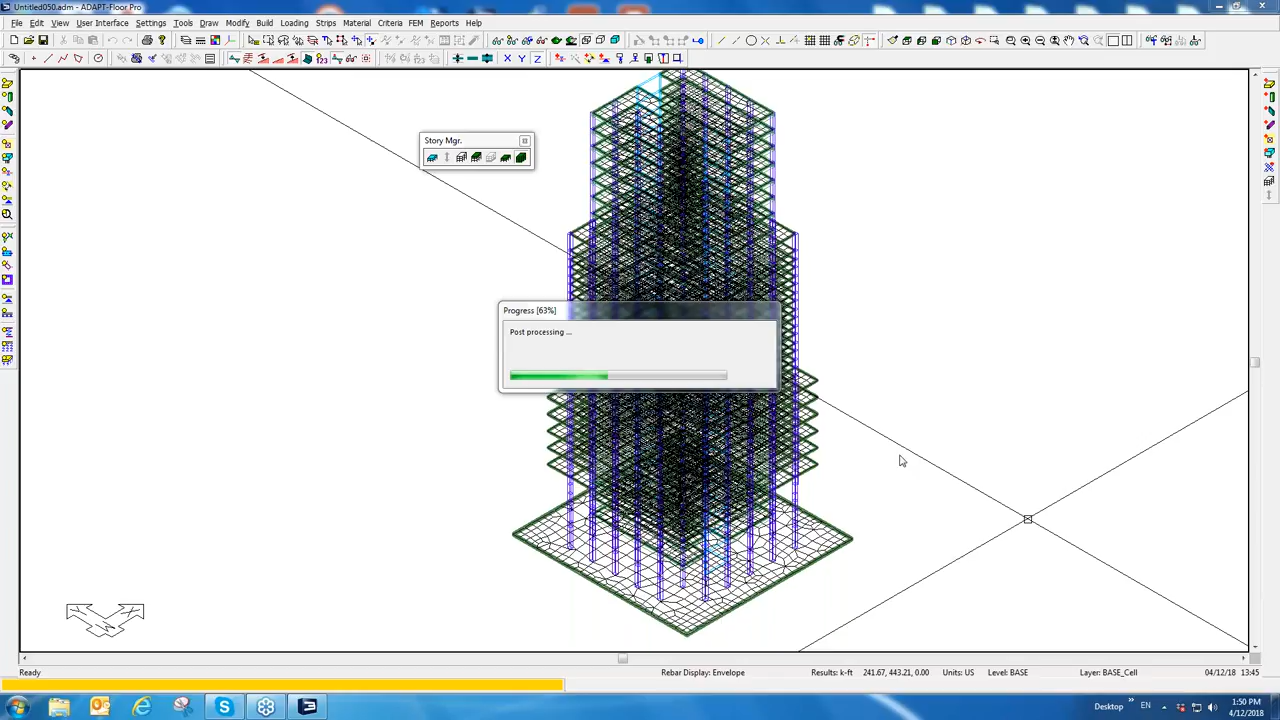 Untitled050.adm - ADAPT-Floor Pro
File Edit View User Interface Settings Tools Draw Modify Build Loading Strips Material Criteria FEM Reports Help
X Y Z
Story Mgr.
Progress [63%]
Post processing ...
Ready
Rebar Display: Envelope
Results: k-ft
241.67, 443.21, 0.00
Units: US
Level: BASE
Layer: BASE_Cell
04/12/18 13:45
Desktop
EN
1:50 PM
4/12/2018